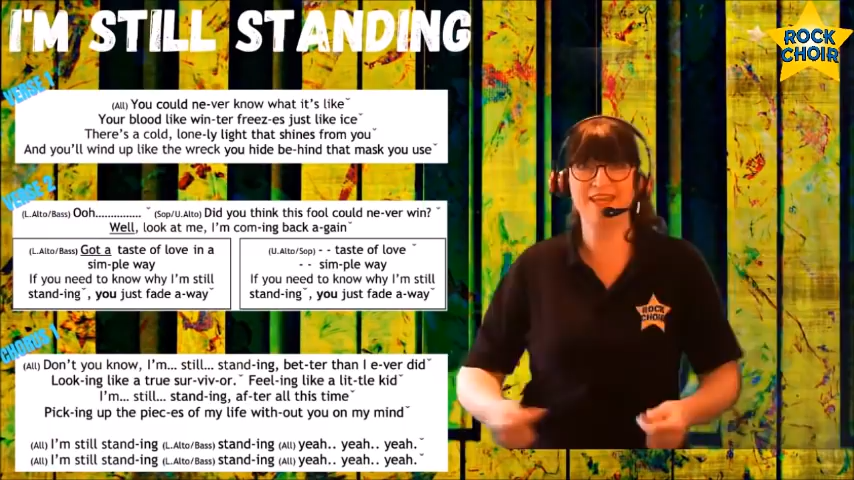 I'M STILL STANDING
ROCK
CHOIR
VERSE 1
(All) You could ne-ver know what it's like˘
Your blood like win-ter freez-es just like ice˘
There's a cold, lone-ly light that shines from you˘
And you'll wind up like the wreck you hide be-hind that mask you use˘
VERSE 2
(L.Alto/Bass) Ooh............... ˘ (Sop/U.Alto) Did you think this fool could ne-ver win? ˘
Well, look at me, I'm com-ing back a-gain˘
(L.Alto/Bass) Got a taste of love in a
sim-ple way
If you need to know why I'm still
stand-ing˘, you just fade a-way˘
(U.Alto/Sop) - - taste of love ˘
- - sim-ple way
If you need to know why I'm still
stand-ing˘, you just fade a-way˘
CHORUS 1
(All) Don't you know, I'm... still... stand-ing, bet-ter than I e-ver did˘
Look-ing like a true sur-viv-or.˘ Feel-ing like a lit-tle kid˘
I'm... still... stand-ing, af-ter all this time˘
Pick-ing up the piec-es of my life with-out you on my mind˘
(All) I'm still stand-ing (L.Alto/Bass) stand-ing (All) yeah.. yeah.. yeah.˘
(All) I'm still stand-ing (L.Alto/Bass) stand-ing (All) yeah.. yeah.. yeah.˘
ROCK
CHOIR